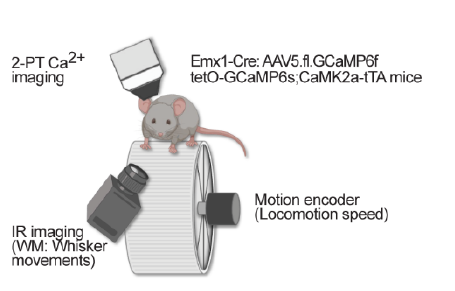 2-PT Ca2+
imaging
Emx1-Cre: AAV5.fl.GCaMP6f
tetO-GCaMP6s;CaMK2a-tTA mice
Motion encoder
(Locomotion speed)
IR imaging
(WM: Whisker
movements)